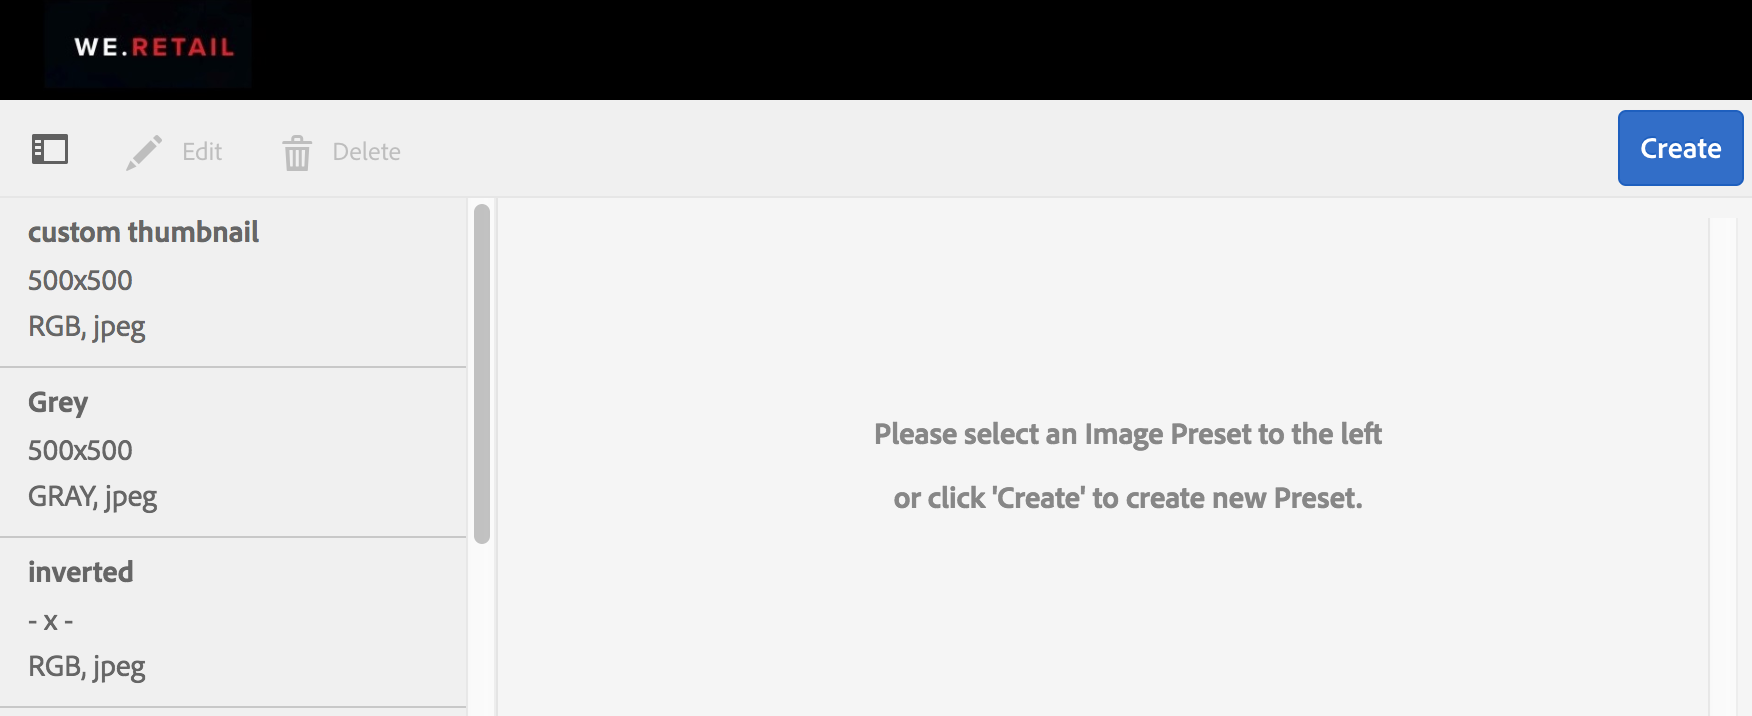 WE.RETAIL
Edit
Delete
Create
custom thumbnail
500x500
RGB, jpeg
Grey
500x500
GRAY, jpeg
inverted
- x -
RGB, jpeg
Please select an Image Preset to the left
or click 'Create' to create new Preset.